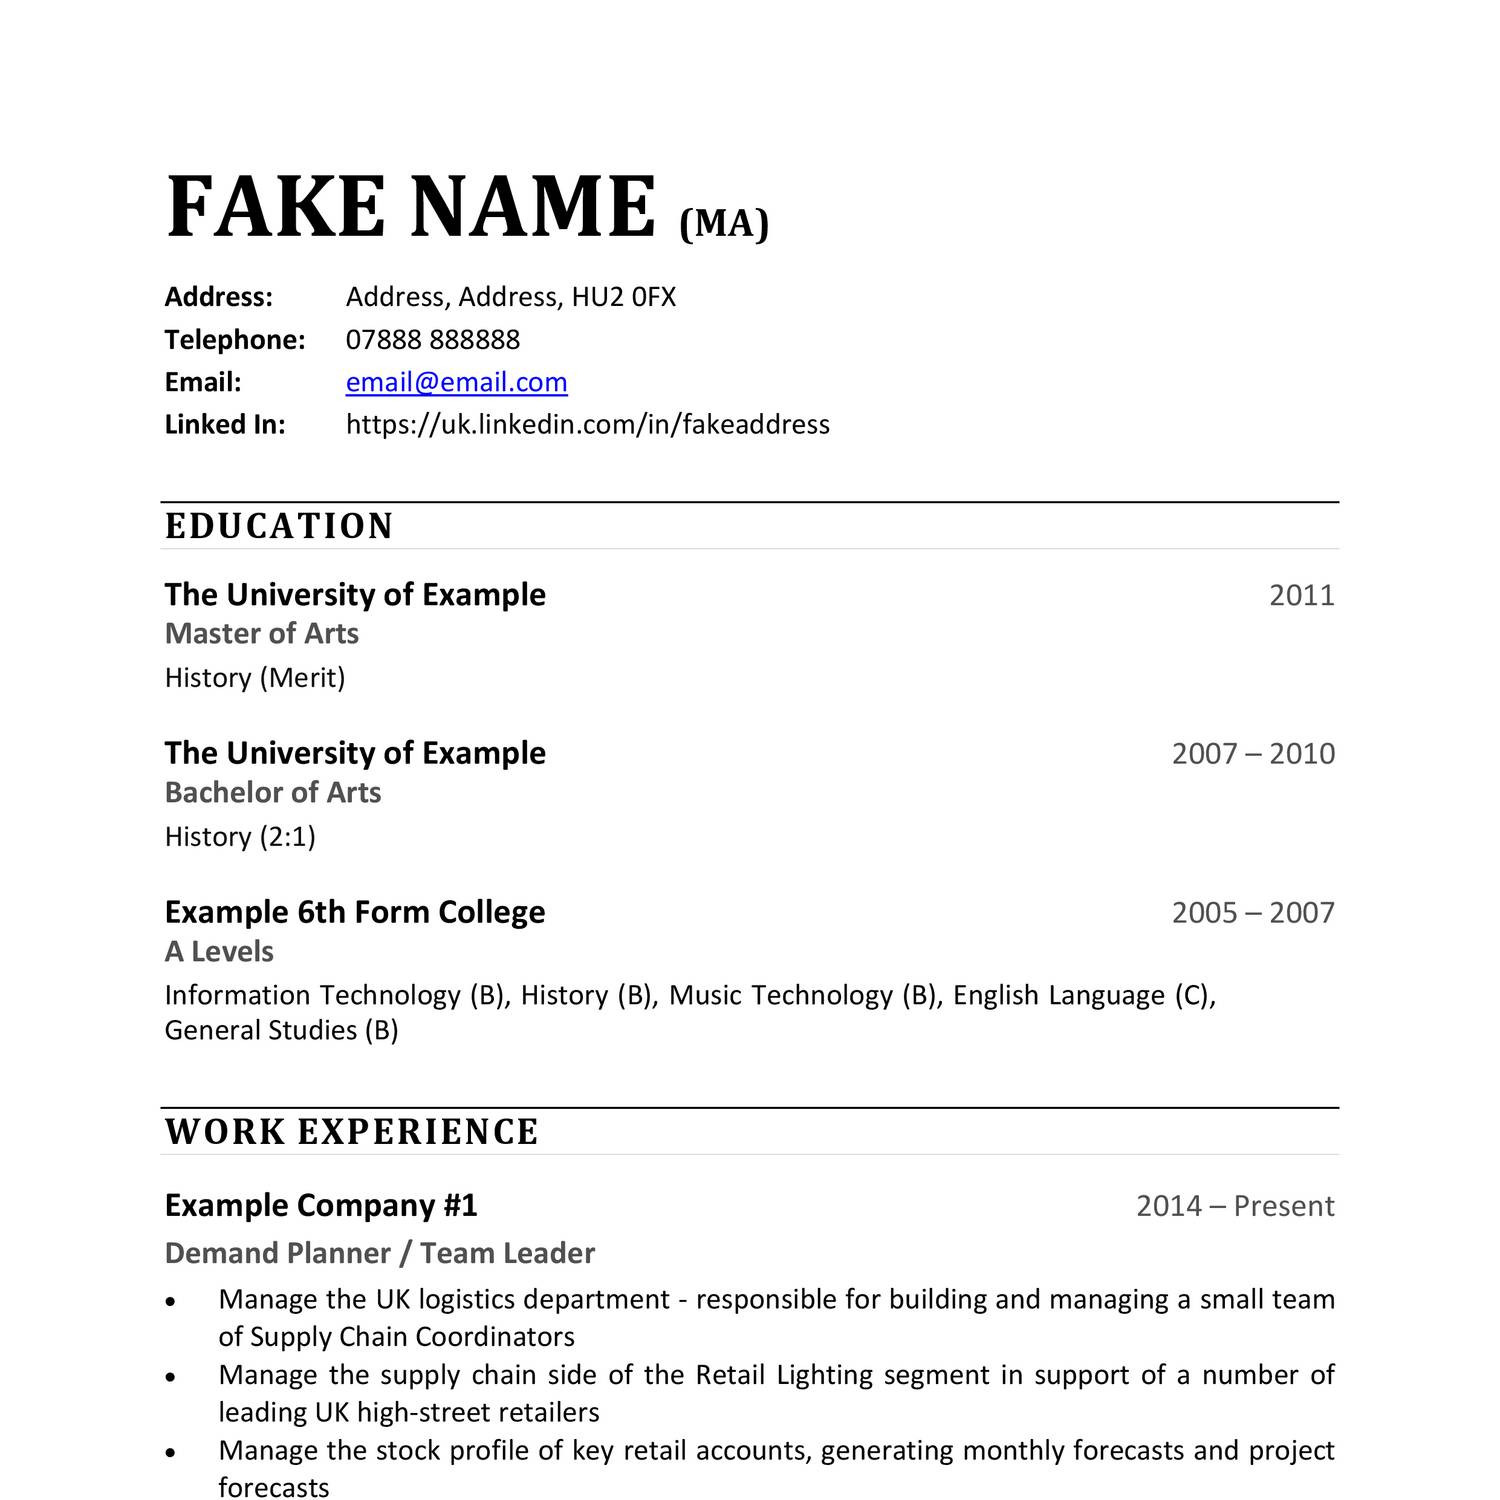 FAKE NAME (MA)
Address: Address, Address, HU2 0FX
Telephone: 07888 888888
Email: email@email.com
Linked In: https://uk.linkedin.com/in/fakeaddress
EDUCATION
The University of Example 2011
Master of Arts
History (Merit)
The University of Example 2007 – 2010
Bachelor of Arts
History (2:1)
Example 6th Form College 2005 – 2007
A Levels
Information Technology (B), History (B), Music Technology (B), English Language (C),
General Studies (B)
WORK EXPERIENCE
Example Company #1 2014 – Present
Demand Planner / Team Leader
• Manage the UK logistics department - responsible for building and managing a small team
of Supply Chain Coordinators
• Manage the supply chain side of the Retail Lighting segment in support of a number of
leading UK high-street retailers
• Manage the stock profile of key retail accounts, generating monthly forecasts and project
forecasts